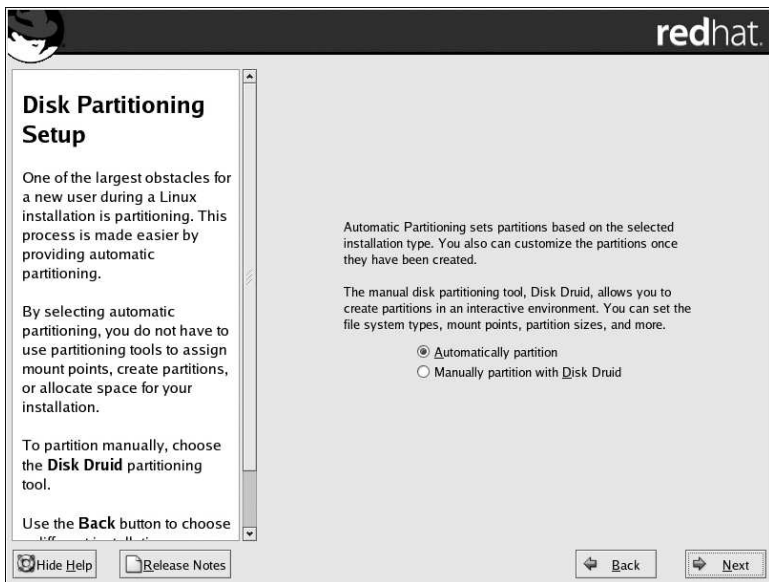 redhat.
Disk Partitioning
Setup
One of the largest obstacles for
a new user during a Linux
installation is partitioning. This
process is made easier by
providing automatic
partitioning.
By selecting automatic
partitioning, you do not have to
use partitioning tools to assign
mount points, create partitions,
or allocate space for your
installation.
To partition manually, choose
the Disk Druid partitioning
tool.
Use the Back button to choose
Automatic Partitioning sets partitions based on the selected
installation type. You also can customize the partitions once
they have been created.
The manual disk partitioning tool, Disk Druid, allows you to
create partitions in an interactive environment. You can set the
file system types, mount points, partition sizes, and more.
Automatically partition
Manually partition with Disk Druid
Hide Help
Release Notes
Back
Next